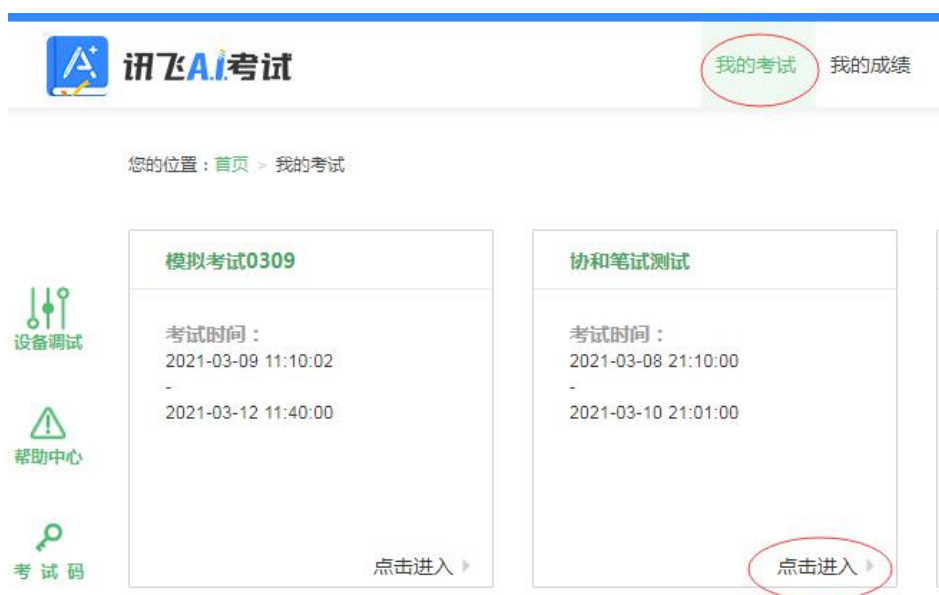 讯飞A.i.考试
我的考试 我的成绩
您的位置：首页 > 我的考试
设备调试
帮助中心
考 试 码
模拟考试0309
考试时间：
2021-03-09 11:10:02
-
2021-03-12 11:40:00
点击进入
协和笔试测试
考试时间：
2021-03-08 21:10:00
-
2021-03-10 21:01:00
点击进入